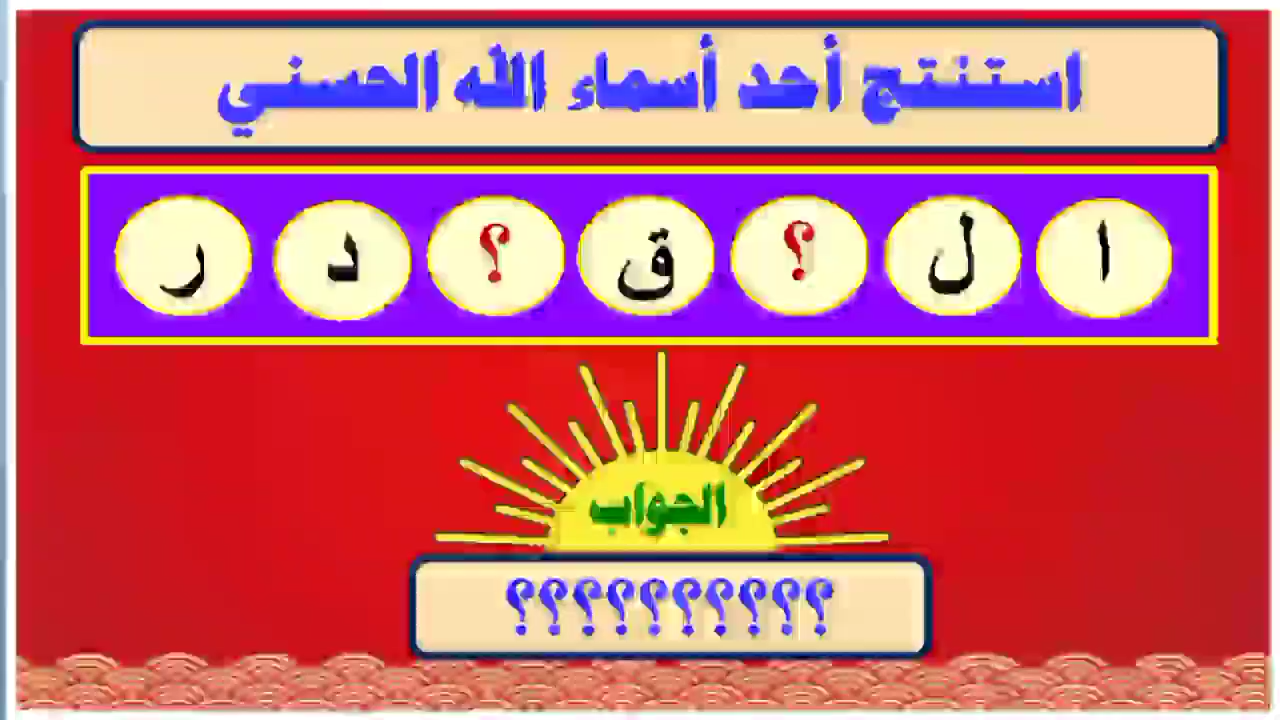 استنتج أحد أسماء الله الحسني
ا ل ؟ ق ؟ د ر
الجواب
؟؟؟؟؟؟؟؟؟؟